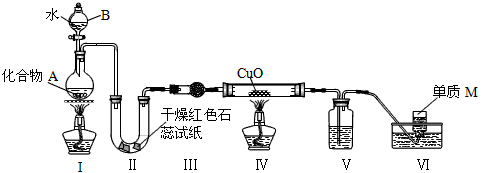 水 B
化合物 A
CuO
干燥红色石
蕊试纸
单质 M
Ⅰ Ⅱ Ⅲ Ⅳ Ⅴ Ⅵ